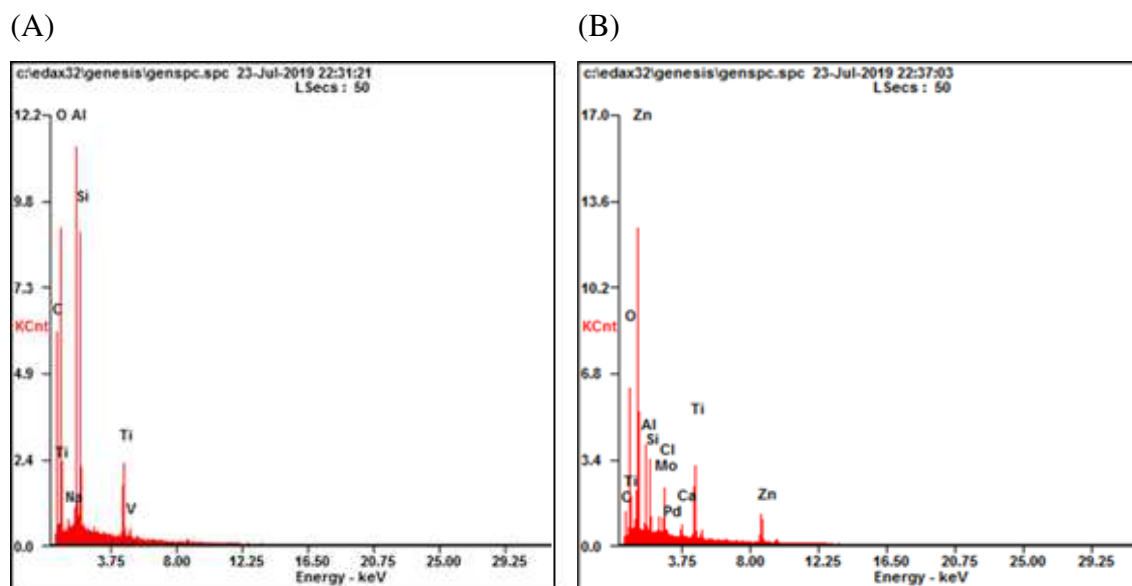 (A)
c:\edax32\genesis\genspc.spc 23-Jul-2019 22:31:21
LSecs : 50
12.2
O Al
9.8
Si
7.3
C
KCnt
4.9
Ti
2.4
Ti
Na
V
0.0
3.75 8.00 12.25 16.50 20.75 25.00 29.25
Energy - keV
(B)
c:\edax32\genesis\genspc.spc 23-Jul-2019 22:37:03
LSecs : 50
17.0
Zn
13.6
10.2
O
KCnt
6.8
Ti
Al
Si
Cl
3.4
Mo
Ti
C
Ca
Zn
Pd
0.0
3.75 8.00 12.25 16.50 20.75 25.00 29.25
Energy - keV